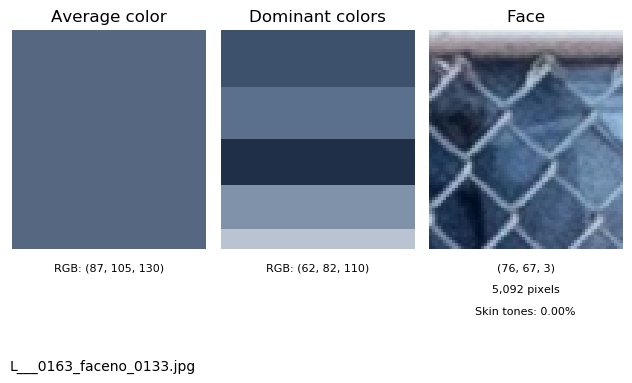 Average color
Dominant colors
Face
RGB: (87, 105, 130)
RGB: (62, 82, 110)
(76, 67, 3)
5,092 pixels
Skin tones: 0.00%
L___0163_faceno_0133.jpg